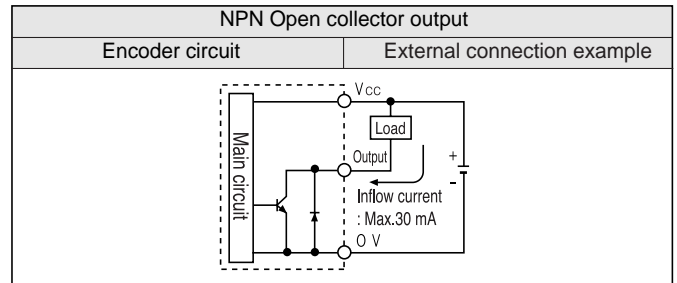 NPN Open collector output
Encoder circuit
External connection example
Vcc
Load
Main circuit
Output
+
-
Inflow current
: Max.30 mA
O V